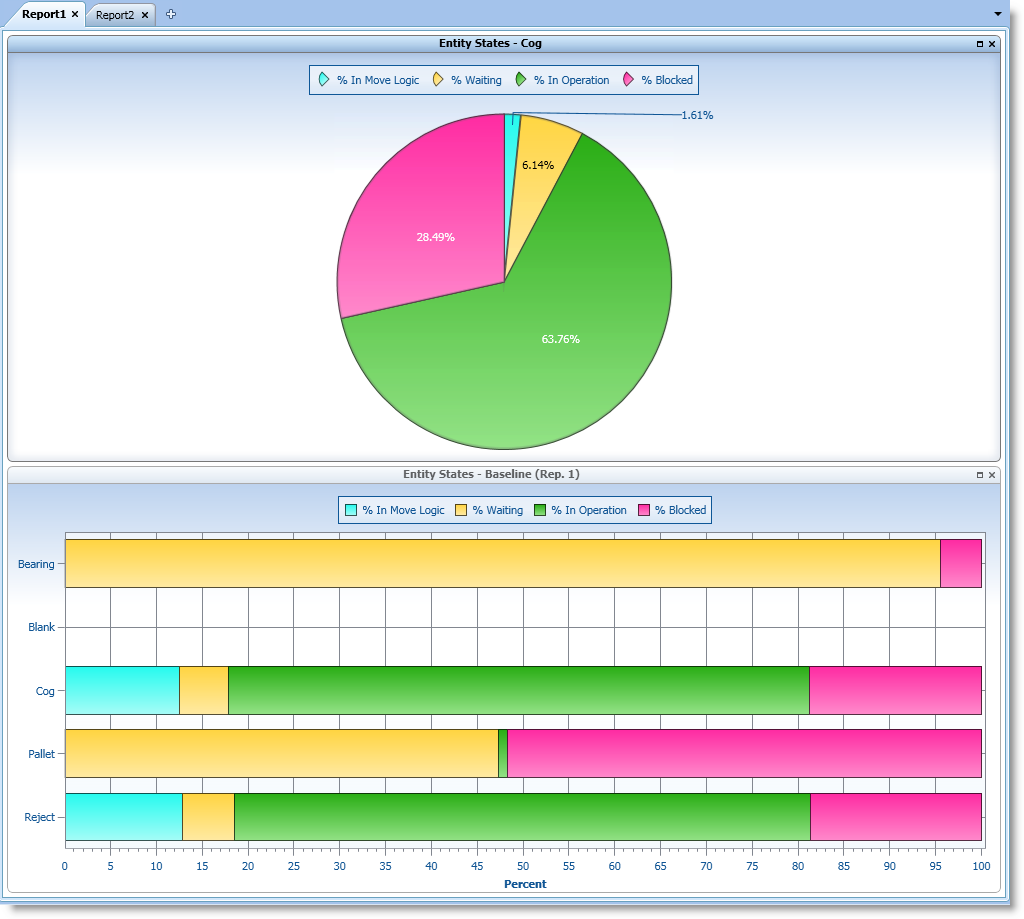 Report1 Report2
Entity States - Cog
% In Move Logic % Waiting % In Operation % Blocked
1.61%
6.14%
28.49%
63.76%
Entity States - Baseline (Rep. 1)
% In Move Logic % Waiting % In Operation % Blocked
Bearing
Blank
Cog
Pallet
Reject
0 5 10 15 20 25 30 35 40 45 50 55 60 65 70 75 80 85 90 95 100
Percent